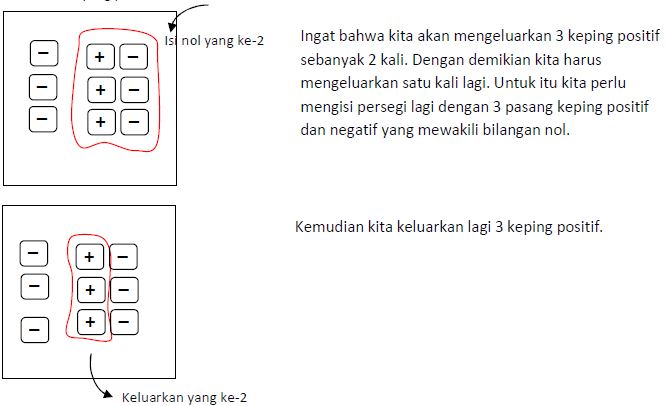 Isi nol yang ke-2
− + −
− + −
− + −
Ingat bahwa kita akan mengeluarkan 3 keping positif
sebanyak 2 kali. Dengan demikian kita harus
mengeluarkan satu kali lagi. Untuk itu kita perlu
mengisi persegi lagi dengan 3 pasang keping positif
dan negatif yang mewakili bilangan nol.
− + −
− + −
− + −
Keluarkan yang ke-2
Kemudian kita keluarkan lagi 3 keping positif.